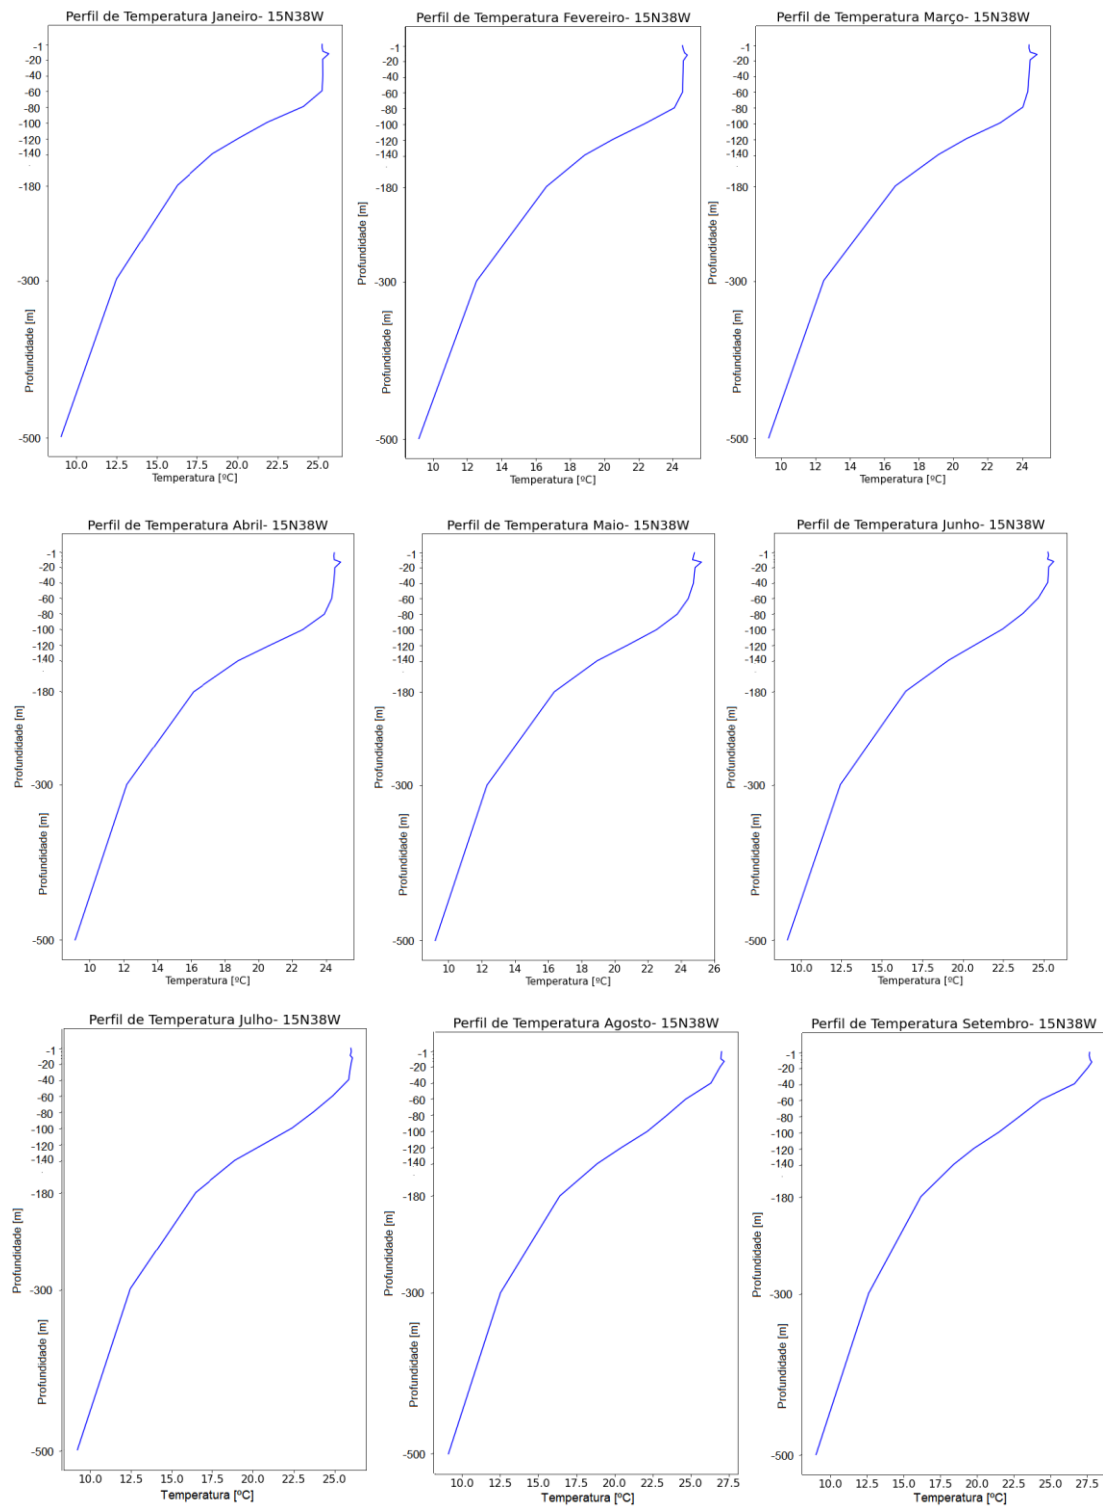 Perfil de Temperatura Janeiro- 15N38W
-1
-20
-40
-60
-80
-100
-120
-140
-180
-300
-500
Profundidade [m]
Profundidade [m]
10.0 12.5 15.0 17.5 20.0 22.5 25.0
Temperatura [ºC]
Perfil de Temperatura Fevereiro- 15N38W
-1
-20
-40
-60
-80
-100
-120
-140
-180
-300
-500
Profundidade [m]
Profundidade [m]
10 12 14 16 18 20 22 24
Temperatura [ºC]
Perfil de Temperatura Março- 15N38W
-1
-20
-40
-60
-80
-100
-120
-140
-180
-300
-500
Profundidade [m]
Profundidade [m]
10 12 14 16 18 20 22 24
Temperatura [ºC]
Perfil de Temperatura Abril- 15N38W
-1
-20
-40
-60
-80
-100
-120
-140
-180
-300
-500
Profundidade [m]
Profundidade [m]
10 12 14 16 18 20 22 24
Temperatura [ºC]
Perfil de Temperatura Maio- 15N38W
-1
-20
-40
-60
-80
-100
-120
-140
-180
-300
-500
Profundidade [m]
Profundidade [m]
10 12 14 16 18 20 22 24 26
Temperatura [ºC]
Perfil de Temperatura Junho- 15N38W
-1
-20
-40
-60
-80
-100
-120
-140
-180
-300
-500
Profundidade [m]
Profundidade [m]
10.0 12.5 15.0 17.5 20.0 22.5 25.0
Temperatura [ºC]
Perfil de Temperatura Julho- 15N38W
-1
-20
-40
-60
-80
-100
-120
-140
-180
-300
-500
Profundidade [m]
Profundidade [m]
10.0 12.5 15.0 17.5 20.0 22.5 25.0
Temperatura [ºC]
Perfil de Temperatura Agosto- 15N38W
-1
-20
-40
-60
-80
-100
-120
-140
-180
-300
-500
Profundidade [m]
Profundidade [m]
10.0 12.5 15.0 17.5 20.0 22.5 25.0 27.5
Temperatura [ºC]
Perfil de Temperatura Setembro- 15N38W
-1
-20
-40
-60
-80
-100
-120
-140
-180
-300
-500
Profundidade [m]
Profundidade [m]
10.0 12.5 15.0 17.5 20.0 22.5 25.0 27.5
Temperatura [ºC]